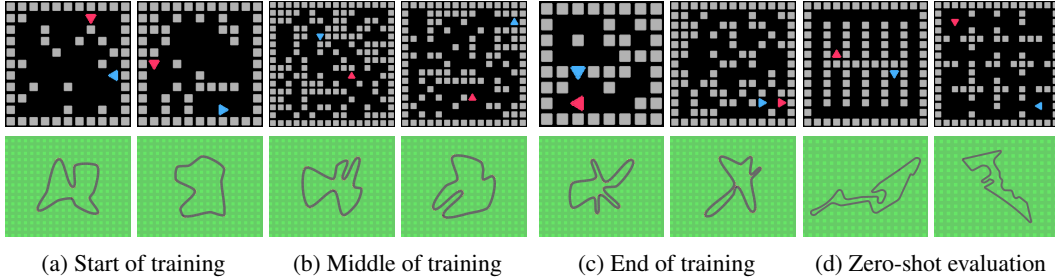 (a) Start of training (b) Middle of training (c) End of training (d) Zero-shot evaluation